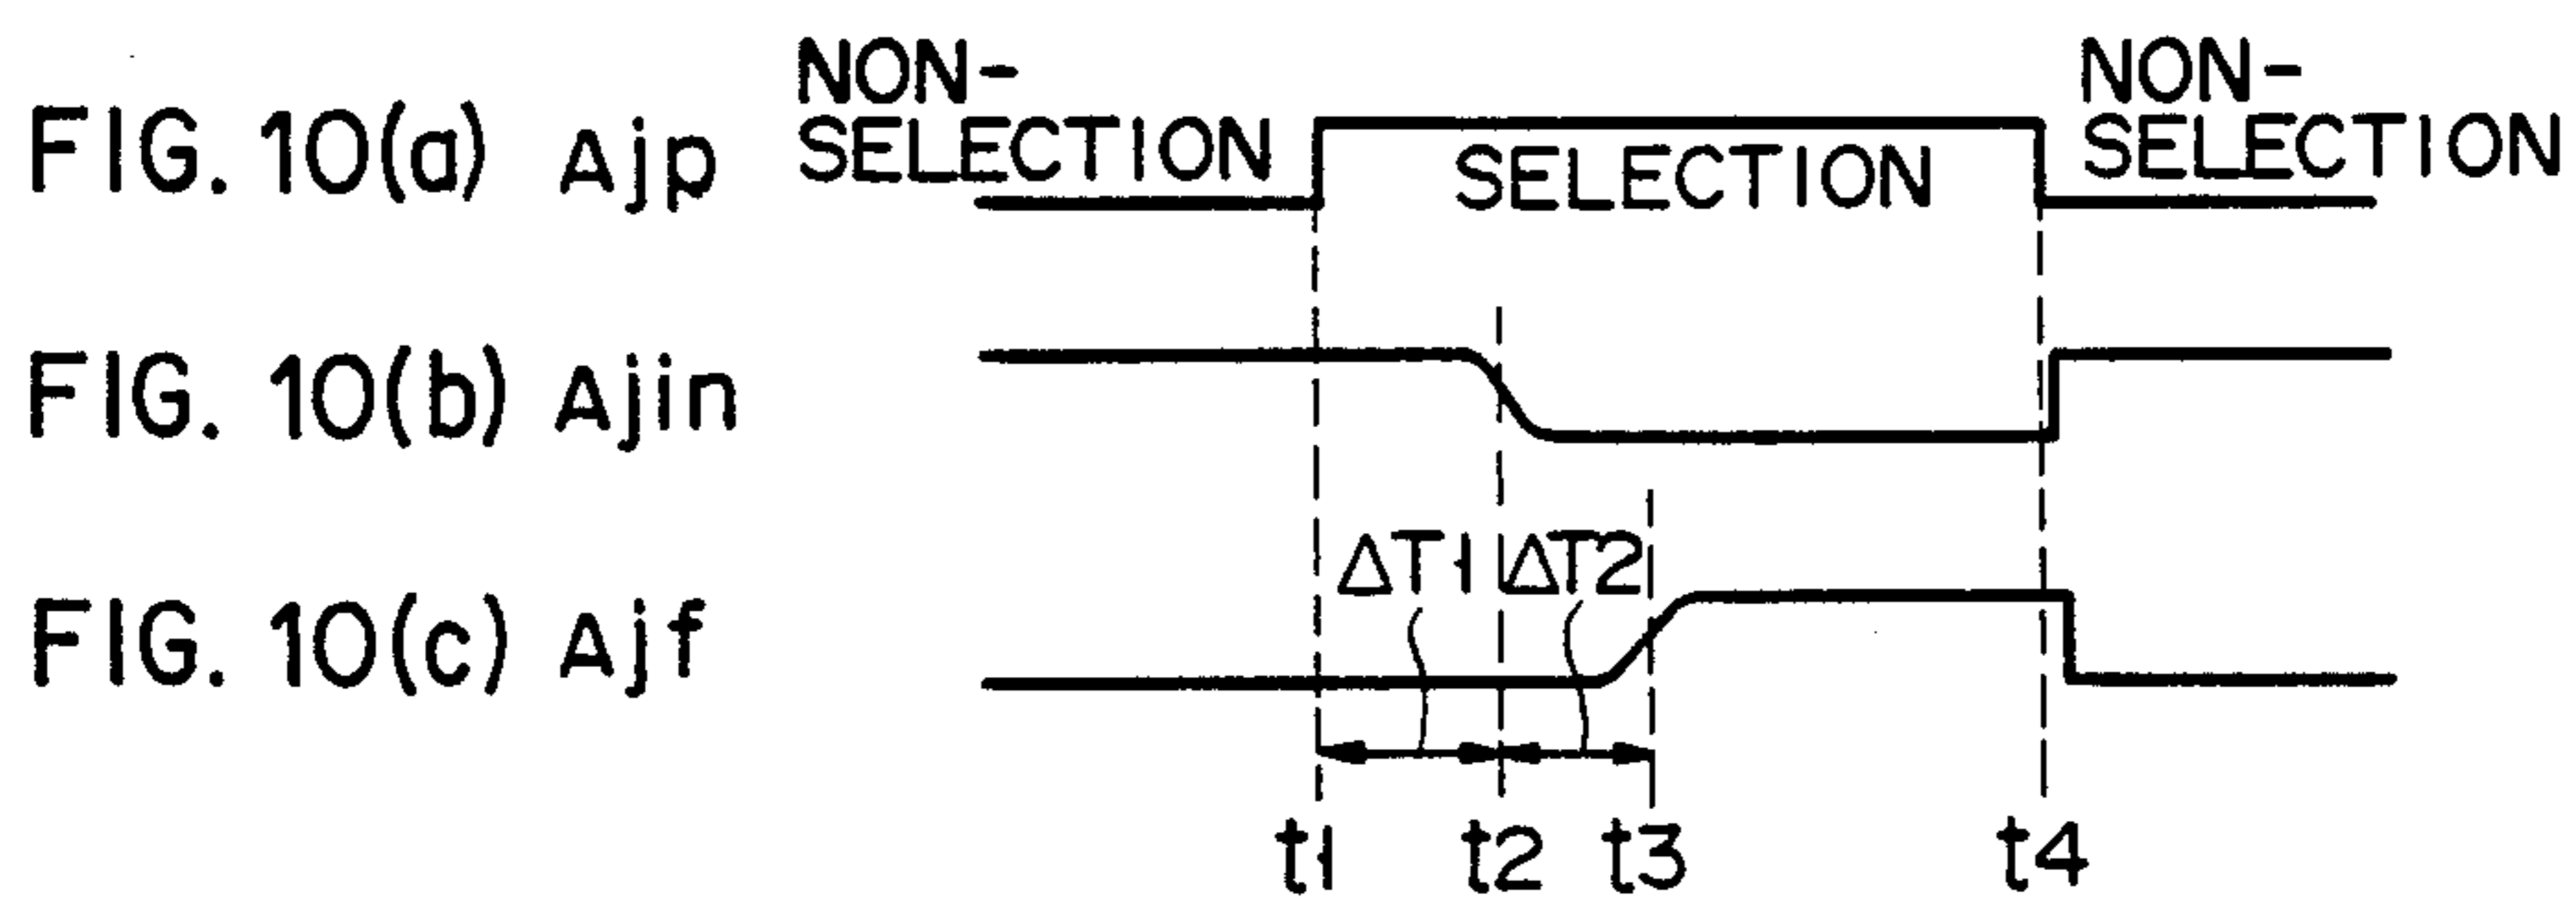 NON-
SELECTION
NON-
SELECTION
FIG. 10(a) Ajp
SELECTION
FIG. 10(b) Ajin
ΔT1 ΔT2
FIG. 10(c) Ajf
t1 t2 t3 t4